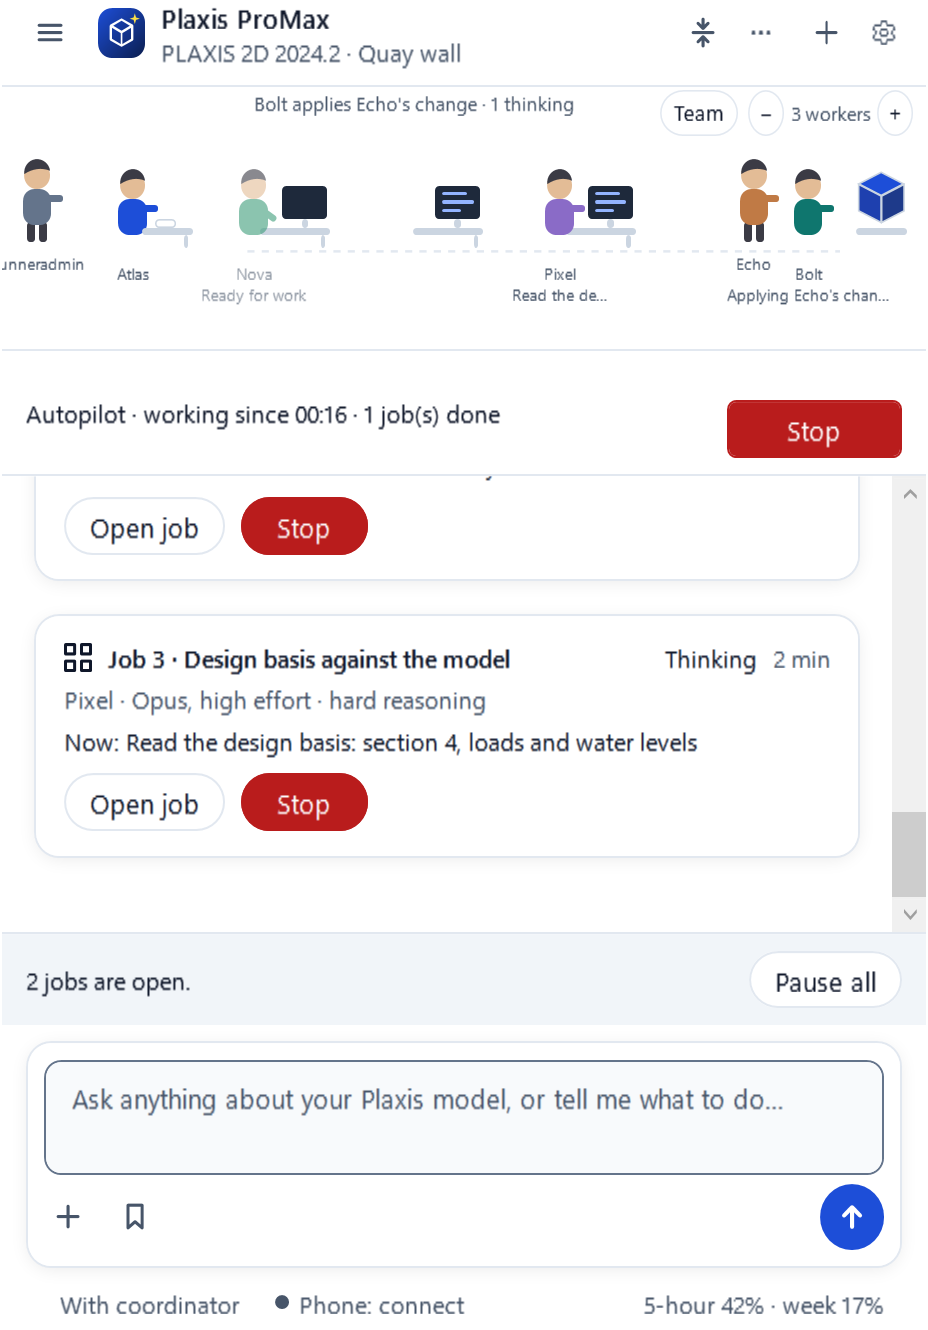 Plaxis ProMax
PLAXIS 2D 2024.2 · Quay wall
Bolt applies Echo's change · 1 thinking
Team
−
3 workers
+
unneradmin
Atlas
Nova
Ready for work
Pixel
Read the de...
Echo
Bolt
Applying Echo's chan...
Autopilot · working since 00:16 · 1 job(s) done
Stop
Open job
Stop
Job 3 · Design basis against the model
Thinking 2 min
Pixel · Opus, high effort · hard reasoning
Now: Read the design basis: section 4, loads and water levels
Open job
Stop
2 jobs are open.
Pause all
Ask anything about your Plaxis model, or tell me what to do...
With coordinator
Phone: connect
5-hour 42% · week 17%